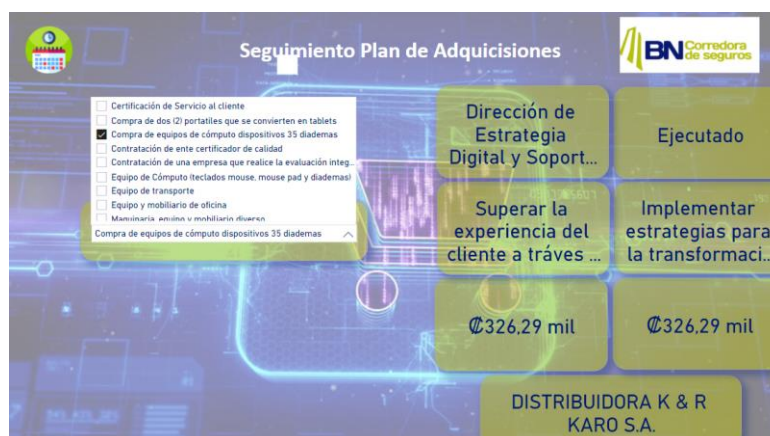 Seguimiento Plan de Adquicisiones
BN Corredora
de seguros
Certificación de Servicio al cliente
Compra de dos (2) portatiles que se convierten en tablets
Compra de equipos de cómputo dispositivos 35 diademas
Contratación de ente certificador de calidad
Contratación de una empresa que realice la evaluación integ...
Equipo de Cómputo (teclados mouse, mouse pad y diademas)
Equipo de transporte
Equipo y mobiliario de oficina
Maquinaria, equipo y mobiliario diverso
Compra de equipos de cómputo dispositivos 35 diademas
Dirección de
Estrategia
Digital y Soport...
Ejecutado
Superar la
experiencia del
cliente a tráves ...
Implementar
estrategias para
la transformaci...
₡326,29 mil
₡326,29 mil
DISTRIBUIDORA K & R
KARO S.A.